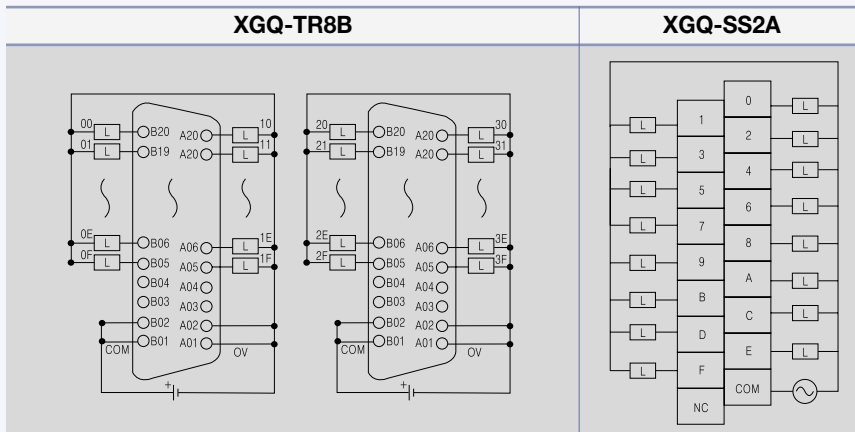 XGQ-TR8B
XGQ-SS2A
00 L B20 A20 L 10
01 L B19 A20 L 11
0E L B06 A06 L 1E
0F L B05 A05 L 1F
B04 A04
B03 A03
B02 A02
COM B01 A01 0V
+
20 L B20 A20 L 30
21 L B19 A20 L 31
2E L B06 A06 L 3E
2F L B05 A05 L 3F
B04 A04
B03 A03
B02 A02
COM B01 A01 0V
+
0 L
L 1
2 L
L 3
4 L
L 5
6 L
L 7
8 L
L 9
A L
L B
C L
L D
E L
L F
COM
NC